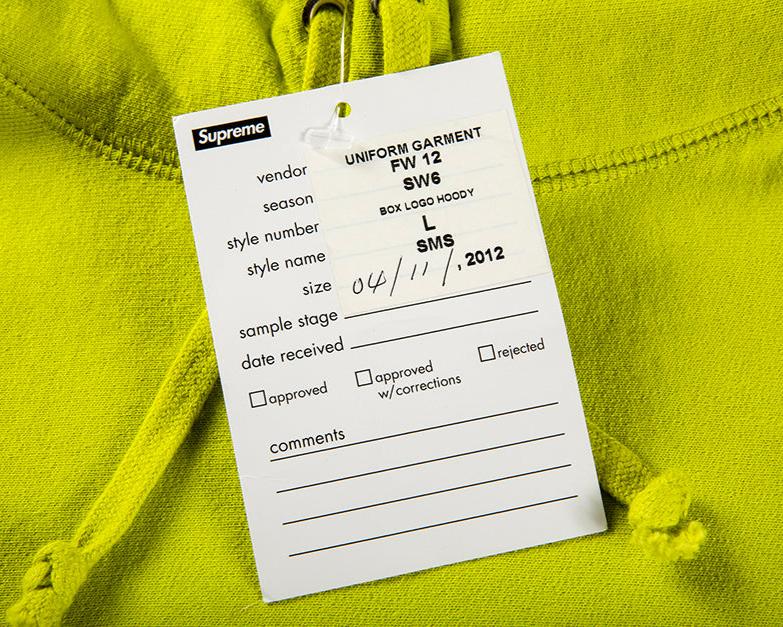 Supreme
vendor
season
style number
style name
size
sample stage
date received
UNIFORM GARMENT
FW 12
SW6
BOX LOGO HOODY
L
SMS
04/11/, 2012
approved
approved
w/corrections
rejected
comments